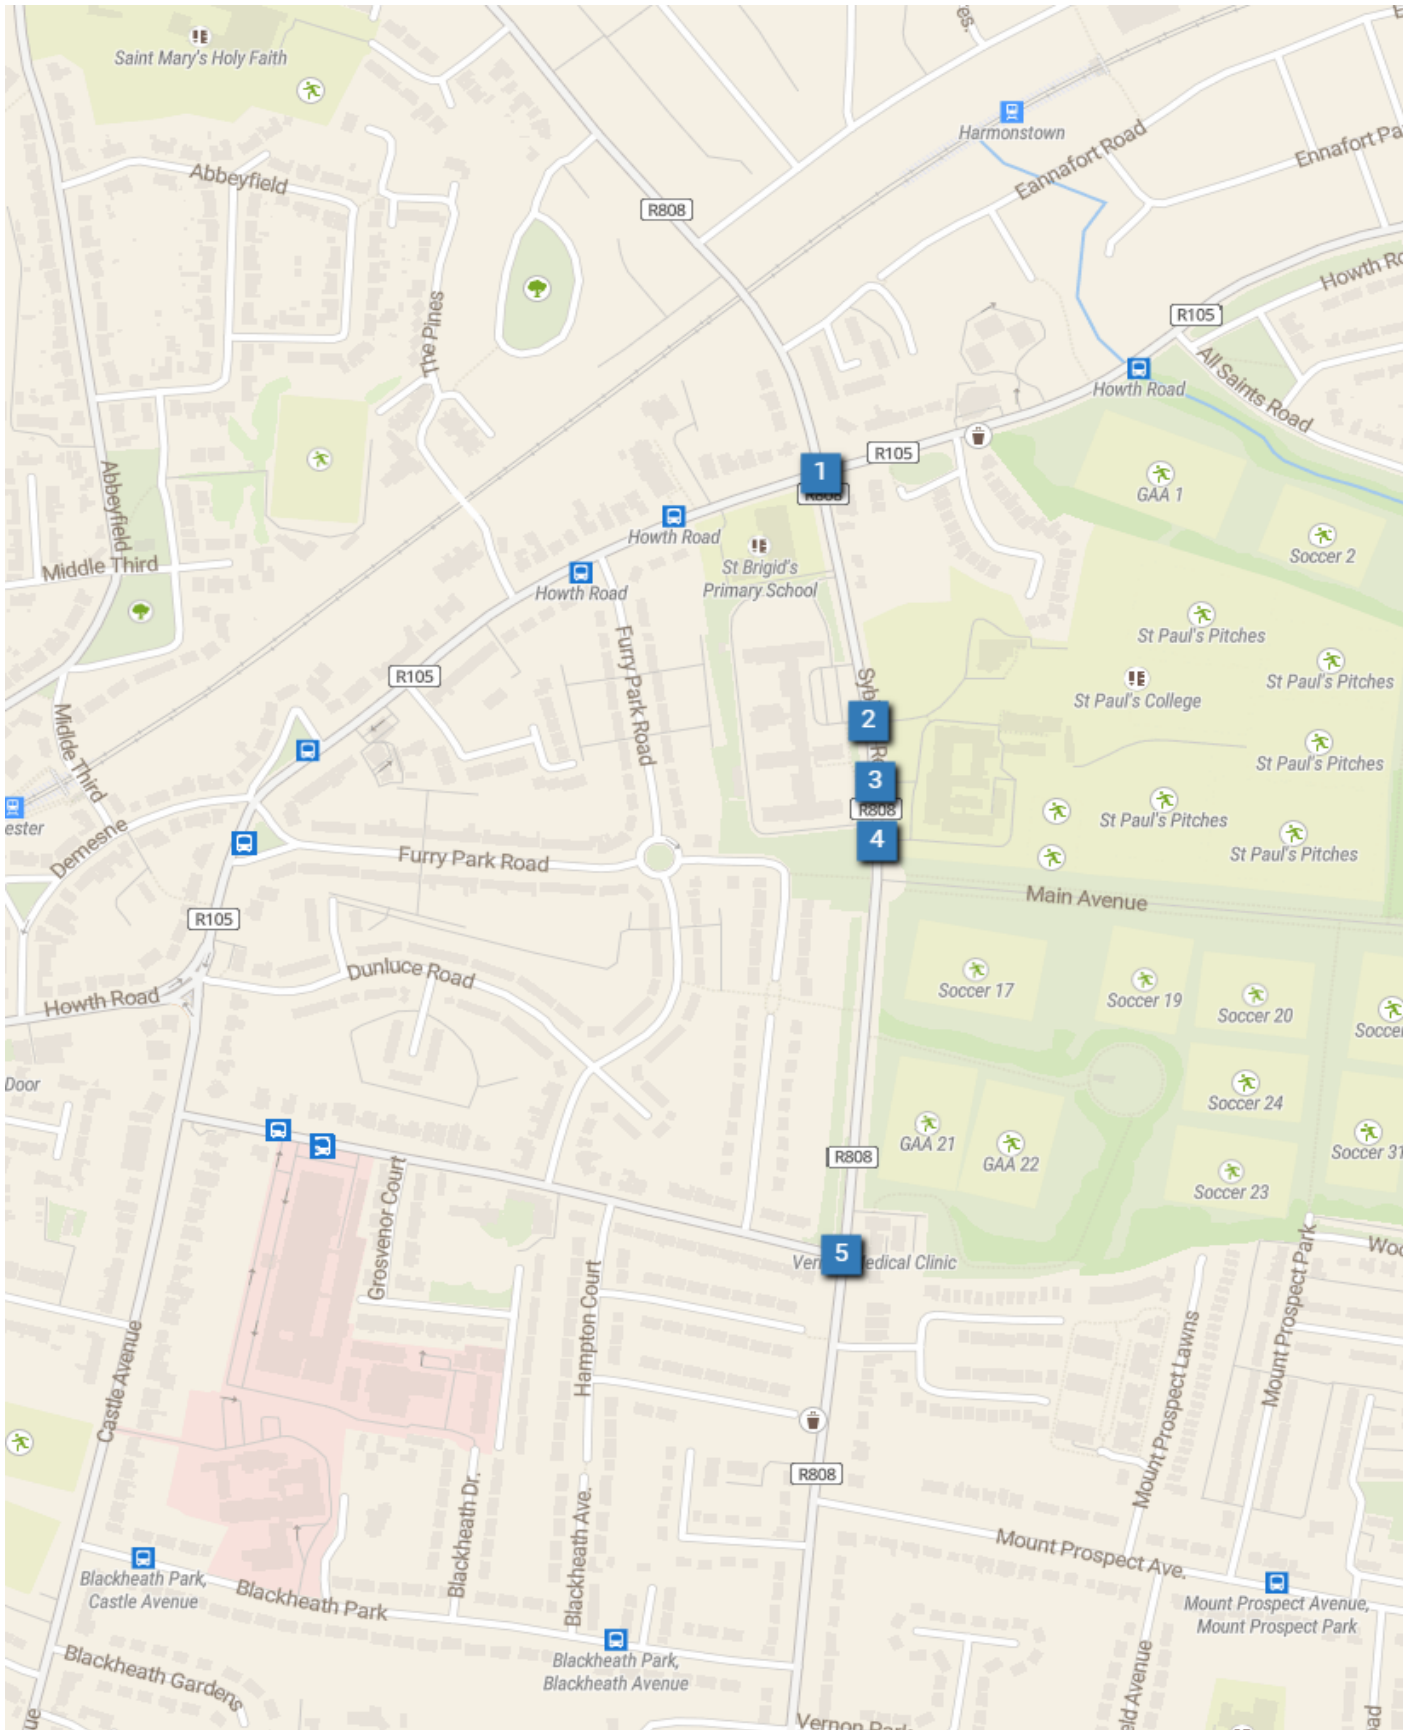 Saint Mary's Holy Faith
Harmonstown
Eannafort Road
Abbeyfield
R808
Howth
R105
The Pines
Howth Road
All Saints Road
1
R105
R808
GAA 1
Abbeyfield
Howth Road
Soccer 2
St Brigid's
Primary School
Middle Third
Howth Road
St Paul's Pitches
Furry Park Road
R105
St Paul's Pitches
St Paul's College
2
Middle Third
St Paul's Pitches
3
R808
St Paul's Pitches
4
St Paul's Pitches
Demesne
Furry Park Road
Main Avenue
R105
Dunluce Road
Soccer 17
Soccer 19
Soccer 20
Soccer
Howth Road
Door
Soccer 24
GAA 21
GAA 22
R808
Soccer 31
Soccer 23
Grosvenor Court
5
Medical Clinic
Hampton Court
Castle Avenue
Mount Prospect Park
Mount Prospect Lawns
R808
Blackheath Dr.
Blackheath Ave.
Mount Prospect Ave.
Blackheath Park,
Castle Avenue
Blackheath Park
Mount Prospect Avenue,
Mount Prospect Park
Blackheath Park,
Blackheath Avenue
Blackheath Gardens
Avenue
Vernon Park